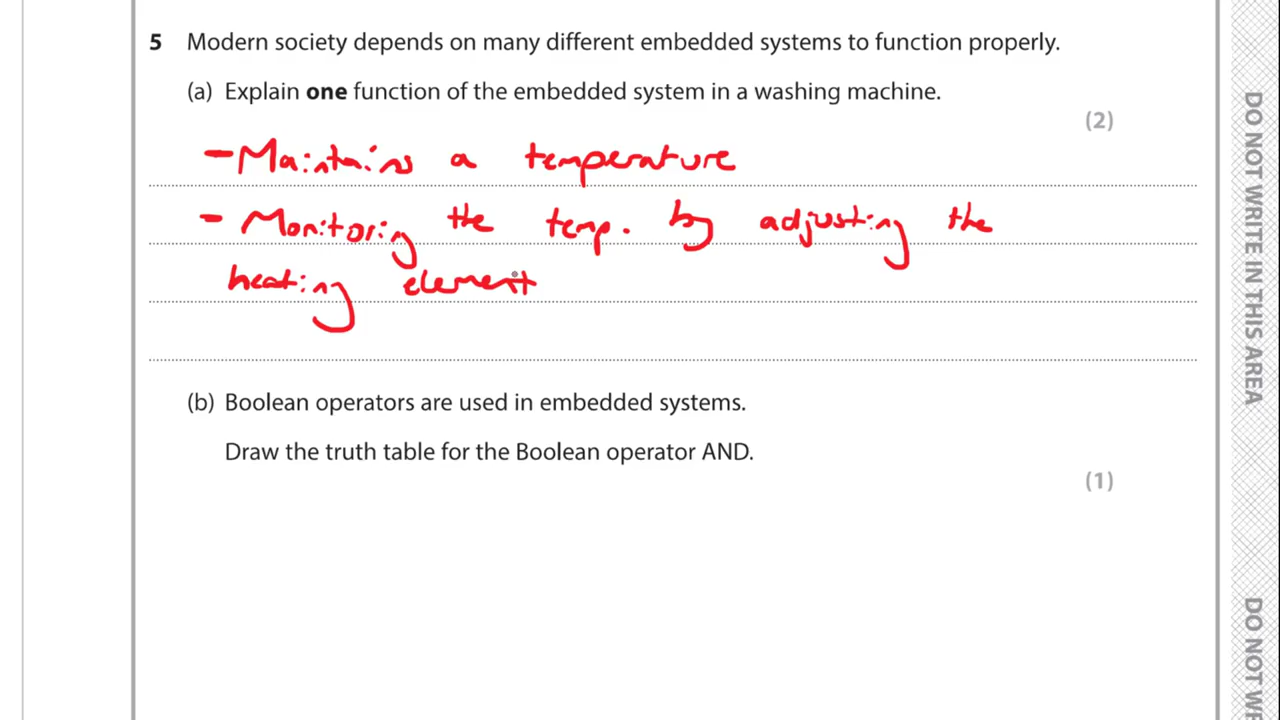 5 Modern society depends on many different embedded systems to function properly.
(a) Explain one function of the embedded system in a washing machine.
(2)
- Maintains a temperature
- Monitoring the temp. by adjusting the
heating element
(b) Boolean operators are used in embedded systems.
Draw the truth table for the Boolean operator AND.
(1)
DO NOT WRITE IN THIS AREA
DO NOT WR